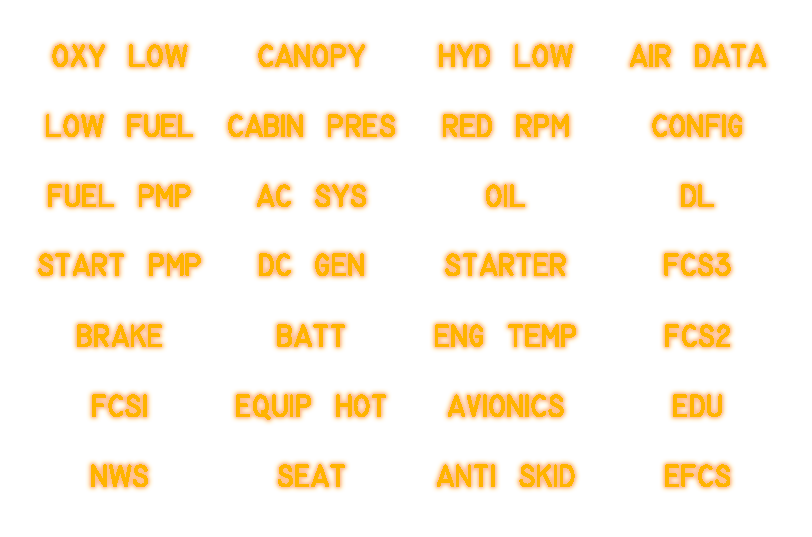 OXY LOW CANOPY HYD LOW AIR DATA
LOW FUEL CABIN PRES RED RPM CONFIG
FUEL PMP AC SYS OIL DL
START PMP DC GEN STARTER FCS3
BRAKE BATT ENG TEMP FCS2
FCS1 EQUIP HOT AVIONICS EDU
NWS SEAT ANTI SKID EFCS